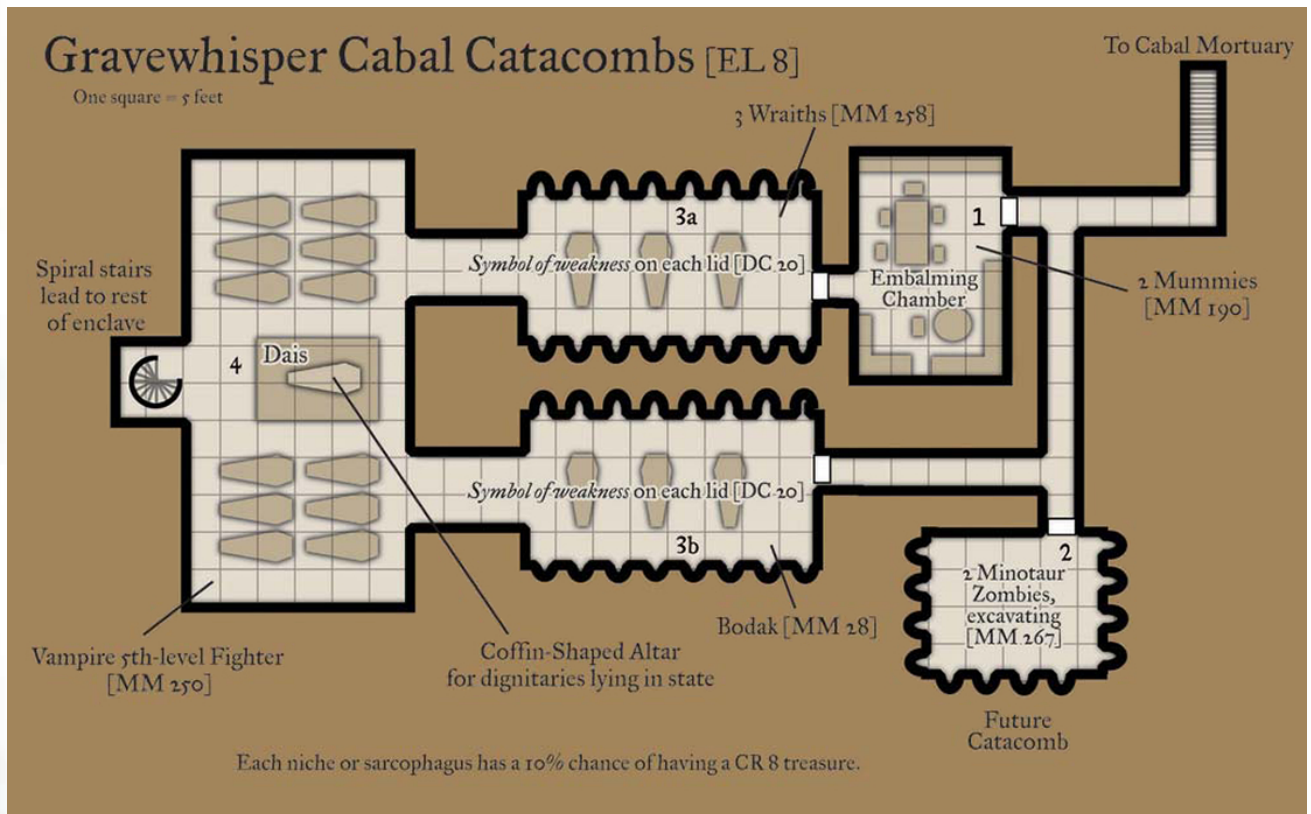 Gravewhisper Cabal Catacombs [EL 8]
One square = 5 feet
To Cabal Mortuary
3 Wraiths [MM 258]
3a
Symbol of weakness on each lid [DC 20]
1
Embalming
Chamber
2 Mummies
[MM 190]
Spiral stairs
lead to rest
of enclave
4
Dais
Symbol of weakness on each lid [DC 20]
3b
2
2 Minotaur
Zombies,
excavating
[MM 267]
Bodak [MM 28]
Vampire 5th-level Fighter
[MM 250]
Coffin-Shaped Altar
for dignitaries lying in state
Future
Catacomb
Each niche or sarcophagus has a 10% chance of having a CR 8 treasure.